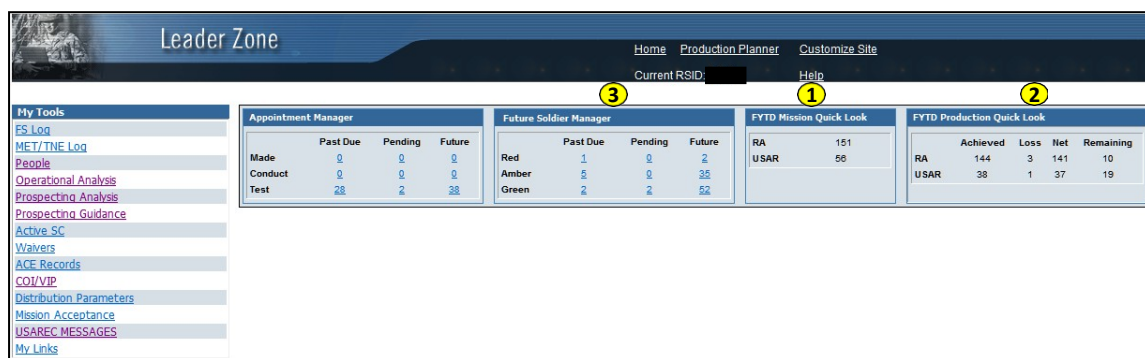 Leader Zone
Home Production Planner Customize Site
Current RSID: Help
3 1 2
My Tools
FS Log
MET/TNE Log
People
Operational Analysis
Prospecting Analysis
Prospecting Guidance
Active SC
Waivers
ACE Records
COI/VIP
Distribution Parameters
Mission Acceptance
USAREC MESSAGES
My Links
Appointment Manager
Past Due Pending Future
Made 0 0 0
Conduct 0 0 0
Test 28 2 38
Future Soldier Manager
Past Due Pending Future
Red 1 0 2
Amber 5 0 35
Green 2 2 52
FYTD Mission Quick Look
RA 151
USAR 56
FYTD Production Quick Look
Achieved Loss Net Remaining
RA 144 3 141 10
USAR 38 1 37 19